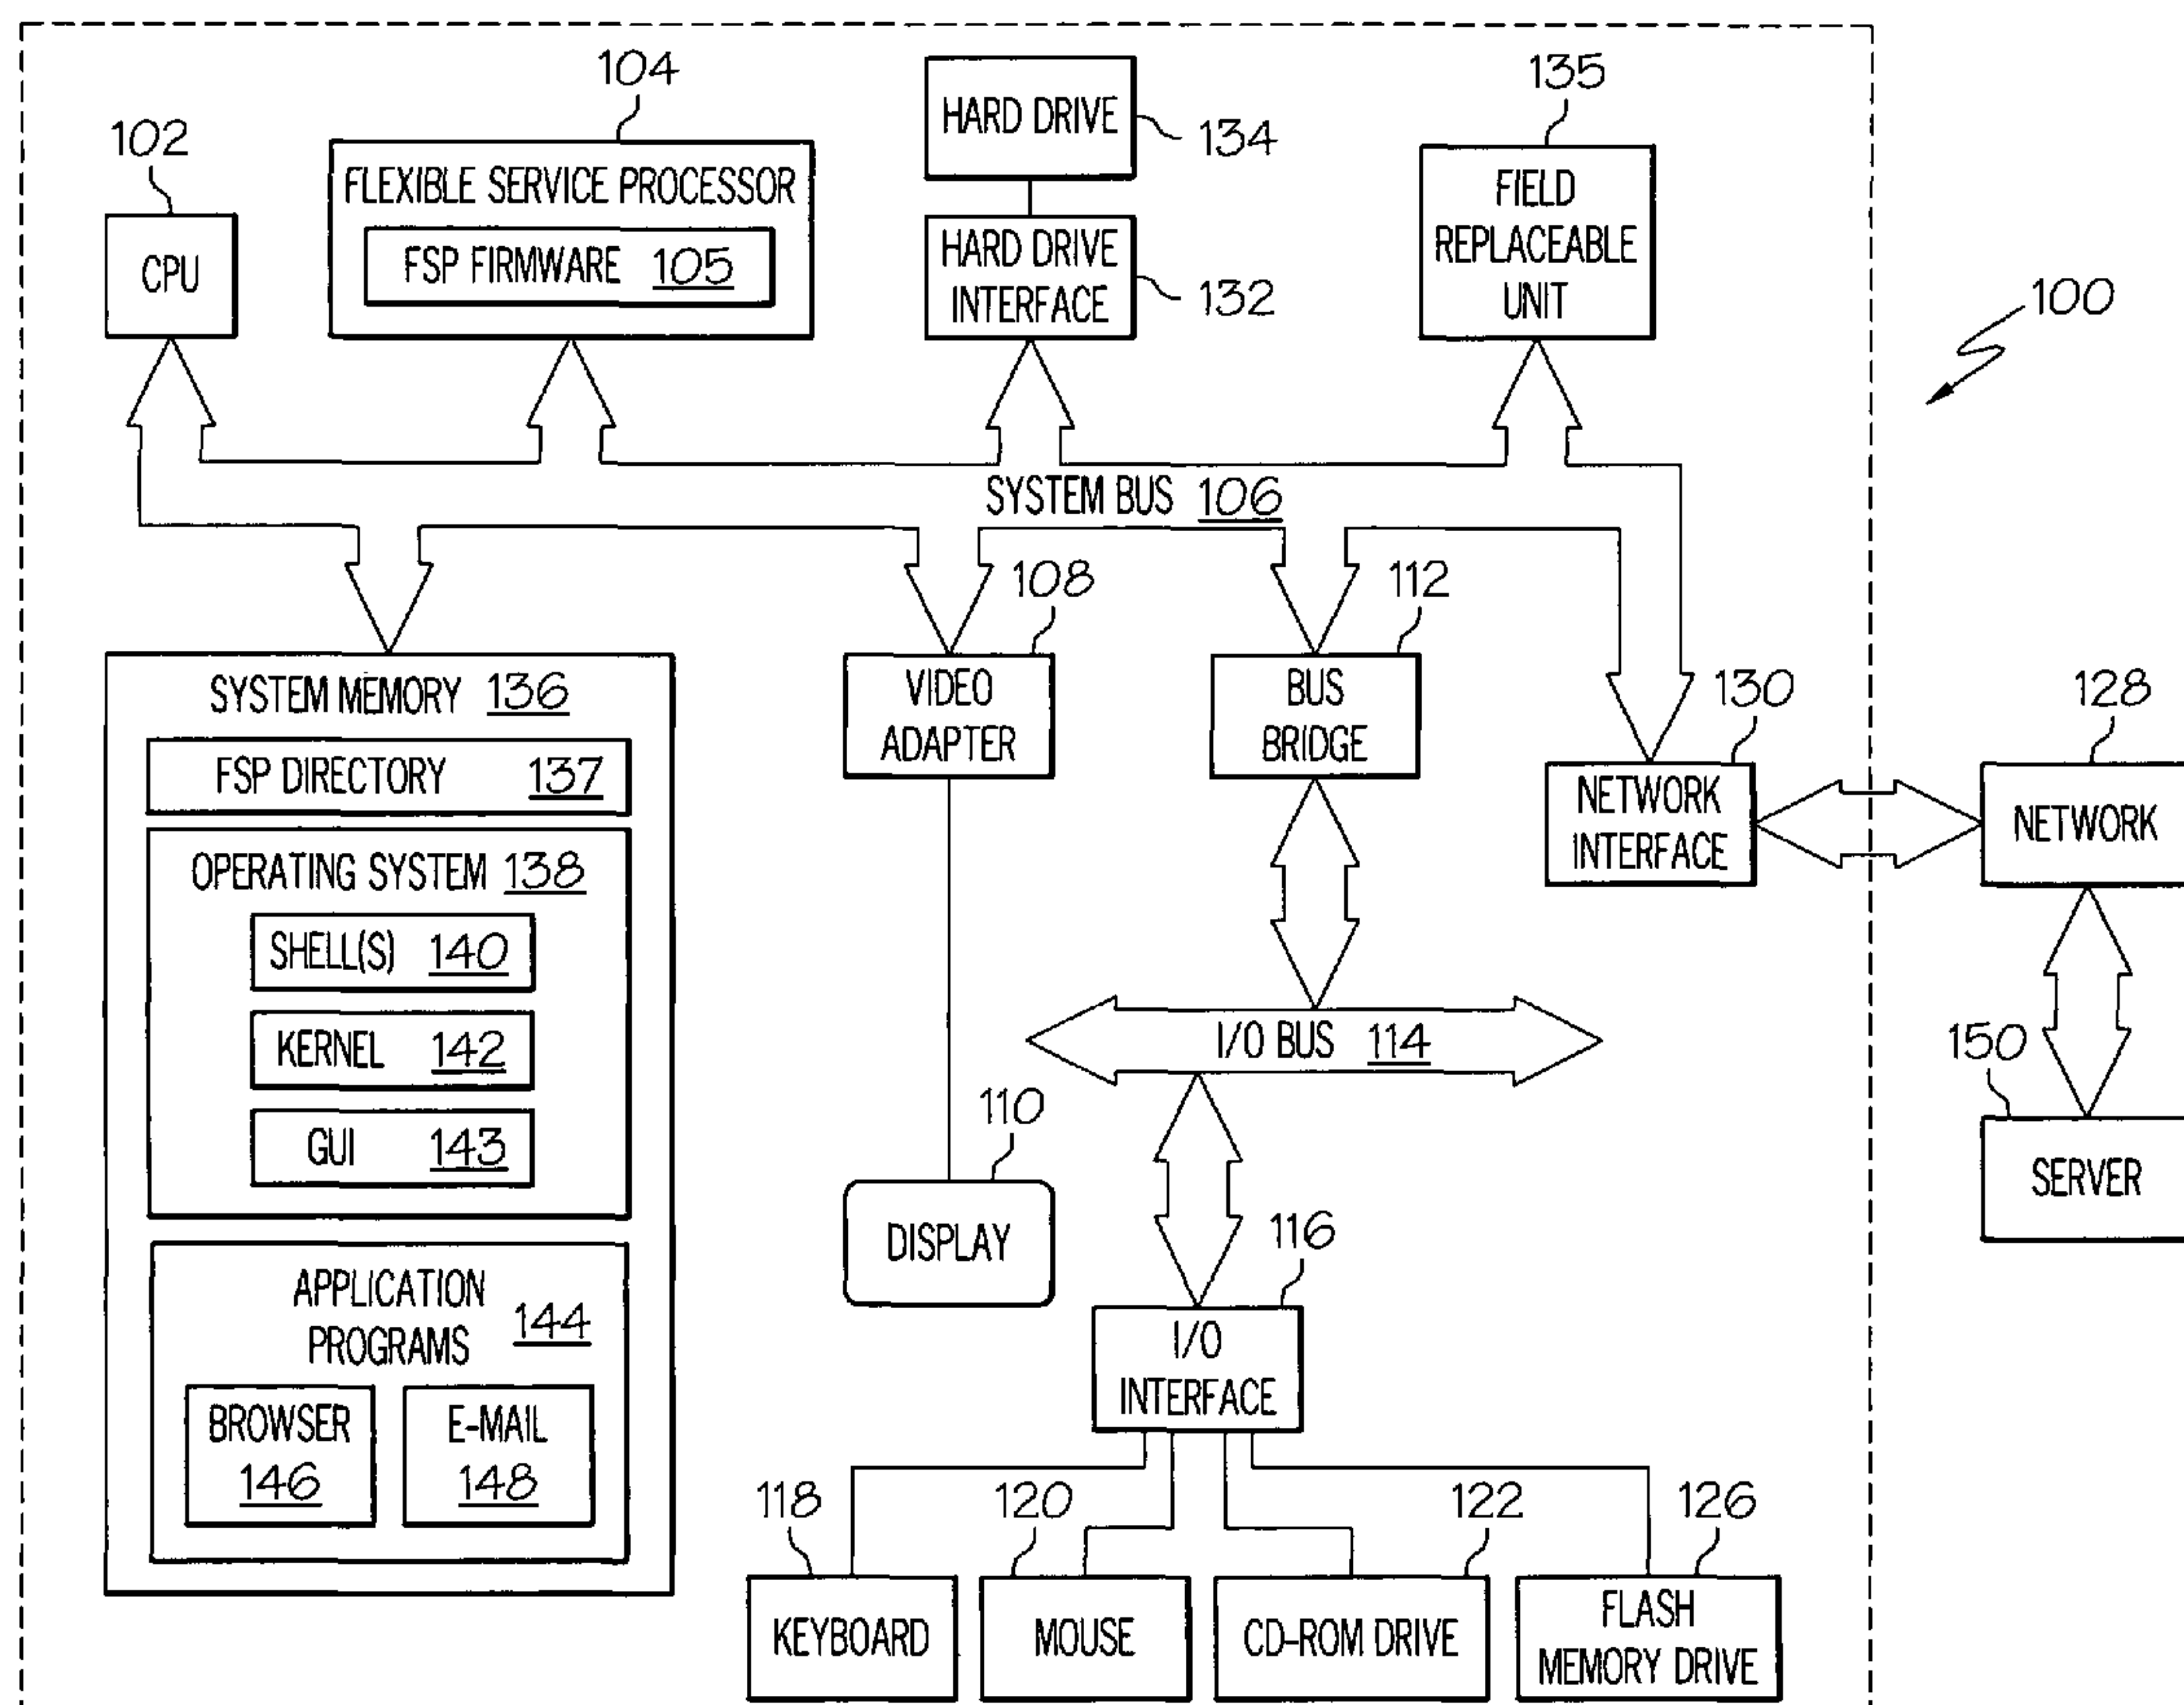 104
135
HARD DRIVE
134
102
FLEXIBLE SERVICE PROCESSOR
FSP FIRMWARE 105
CPU
HARD DRIVE
INTERFACE
132
FIELD
REPLACEABLE
UNIT
100
SYSTEM BUS 106
108
112
130
128
SYSTEM MEMORY 136
FSP DIRECTORY 137
OPERATING SYSTEM 138
SHELL(S) 140
KERNEL 142
GUI 143
APPLICATION
PROGRAMS
144
BROWSER
146
E-MAIL
148
VIDEO
ADAPTER
BUS
BRIDGE
NETWORK
INTERFACE
NETWORK
I/O BUS 114
150
SERVER
110
DISPLAY
116
I/O
INTERFACE
118
120
122
126
KEYBOARD
MOUSE
CD-ROM DRIVE
FLASH
MEMORY DRIVE